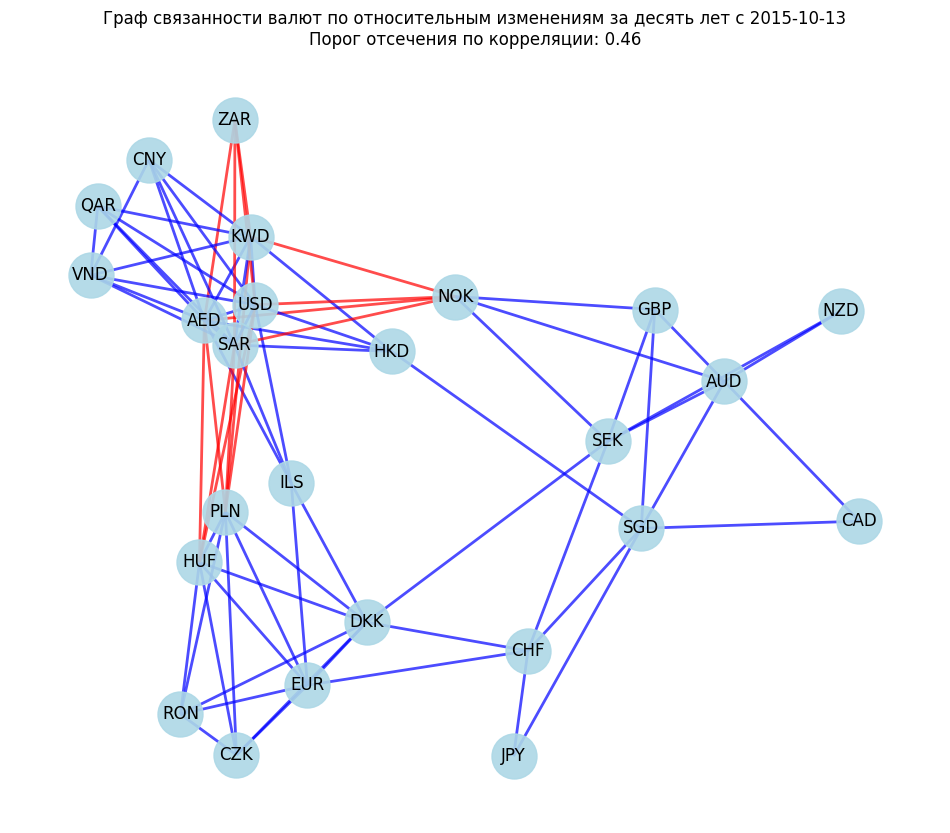 Граф связанности валют по относительным изменениям за десять лет с 2015-10-13
Порог отсечения по корреляции: 0.46
ZAR
CNY
QAR
KWD
VND
NOK
USD
GBP
NZD
AED
SAR
HKD
AUD
SEK
ILS
PLN
CAD
SGD
HUF
DKK
CHF
EUR
RON
CZK
JPY